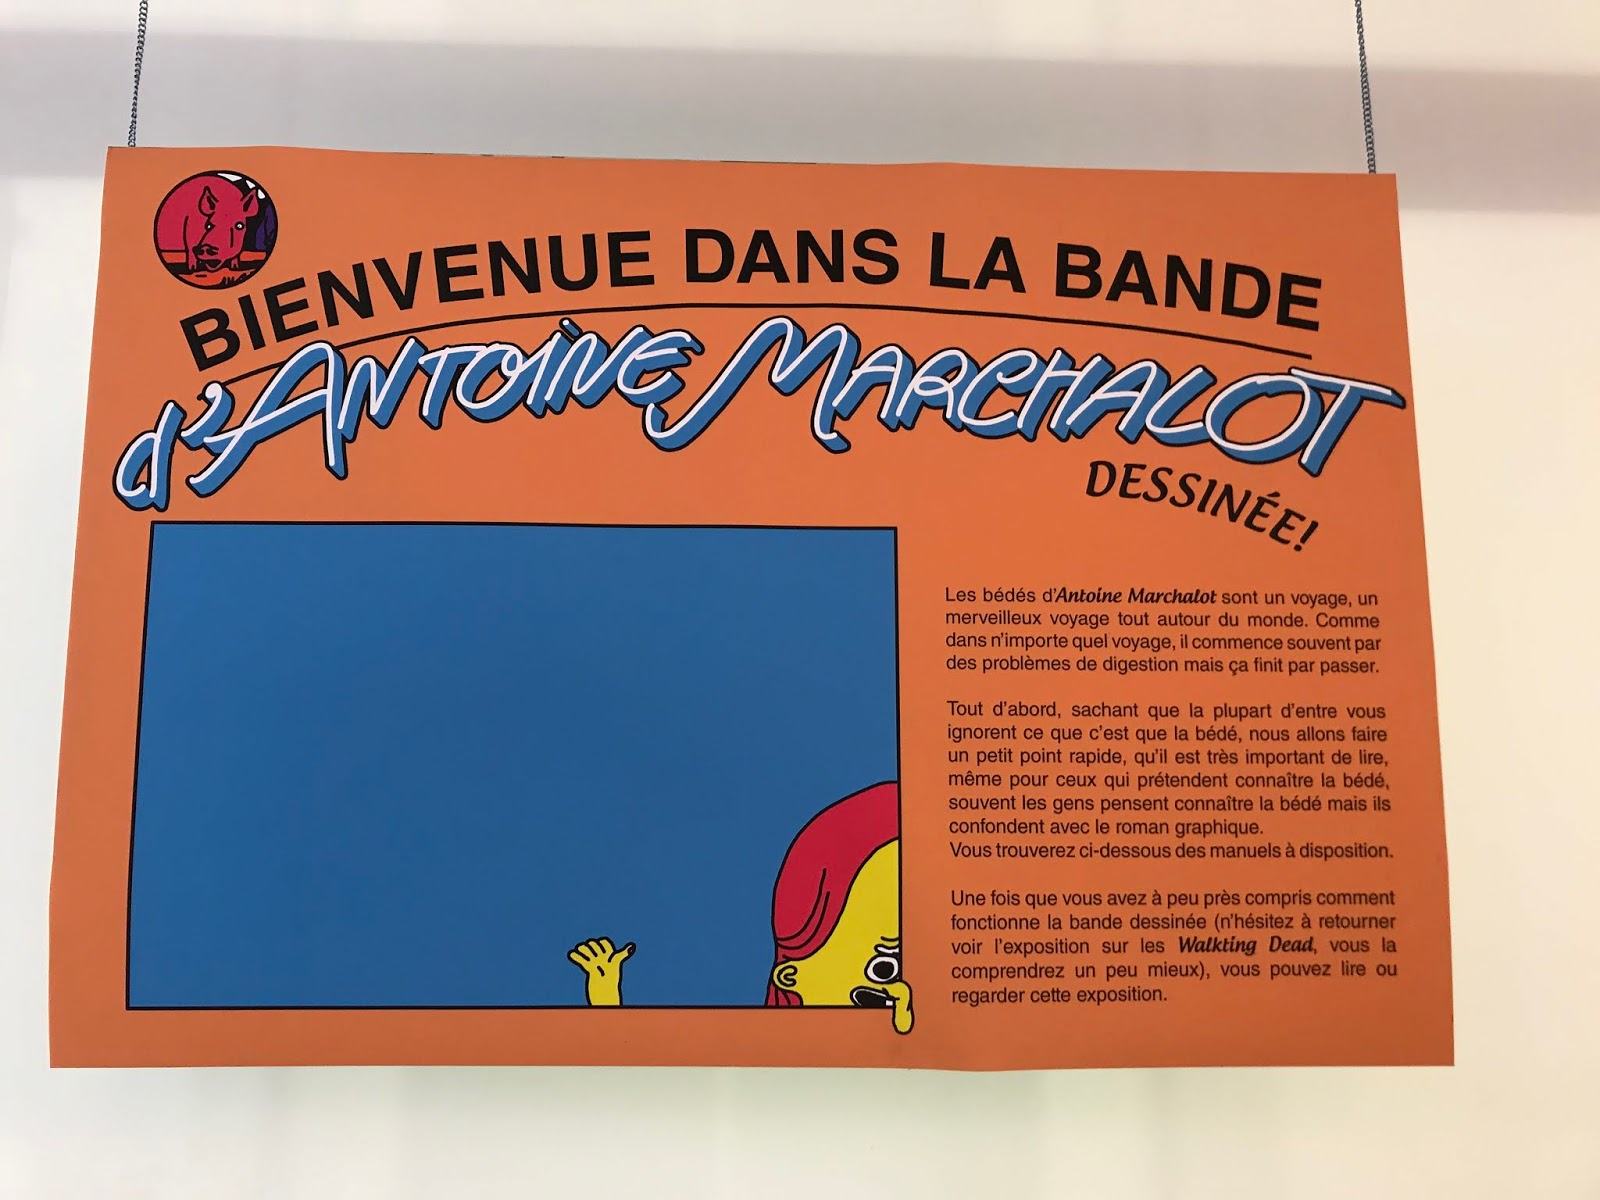 BIENVENUE DANS LA BANDE
d'ANTOINE MARCHALOT
DESSINÉE!
Les bédés d'Antoine Marchalot sont un voyage, un
merveilleux voyage tout autour du monde. Comme
dans n'importe quel voyage, il commence souvent par
des problèmes de digestion mais ça finit par passer.
Tout d'abord, sachant que la plupart d'entre vous
ignorent ce que c'est que la bédé, nous allons faire
un petit point rapide, qu'il est très important de lire,
même pour ceux qui prétendent connaître la bédé,
souvent les gens pensent connaître la bédé mais ils
confondent avec le roman graphique.
Vous trouverez ci-dessous des manuels à disposition.
Une fois que vous avez à peu près compris comment
fonctionne la bande dessinée (n'hésitez à retourner
voir l'exposition sur les Walkting Dead, vous la
comprendrez un peu mieux), vous pouvez lire ou
regarder cette exposition.